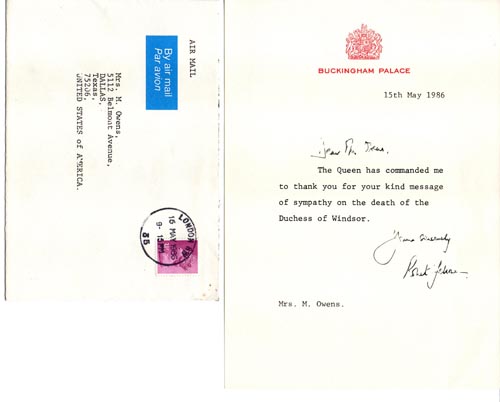 AIR MAIL
By air mail
Par avion
Mrs. M. Owens,
5112 Belmont Avenue,
DALLAS,
Texas.
75206,
UNITED STATES of AMERICA.
LONDON
16 MAY 1986
9- 15PM
35
BUCKINGHAM PALACE
15th May 1986
Dear Mrs. Owens.
The Queen has commanded me
to thank you for your kind message
of sympathy on the death of the
Duchess of Windsor.
Yours sincerely
Mrs. M. Owens.